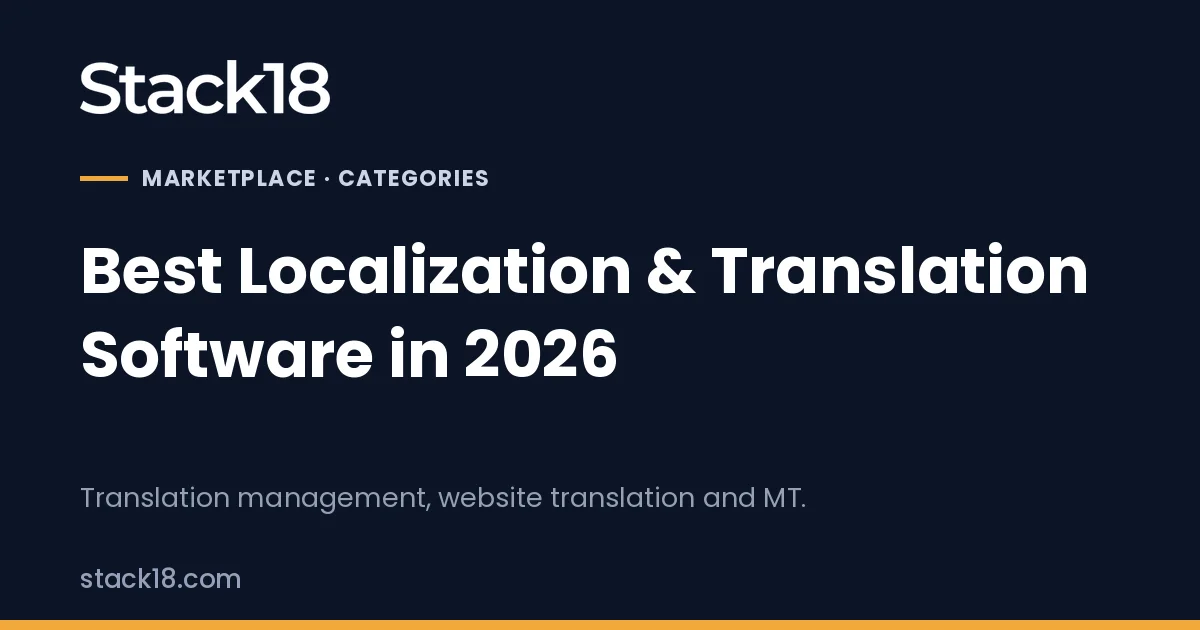 Stack18
MARKETPLACE · CATEGORIES
Best Localization & Translation
Software in 2026
Translation management, website translation and MT.
stack18.com